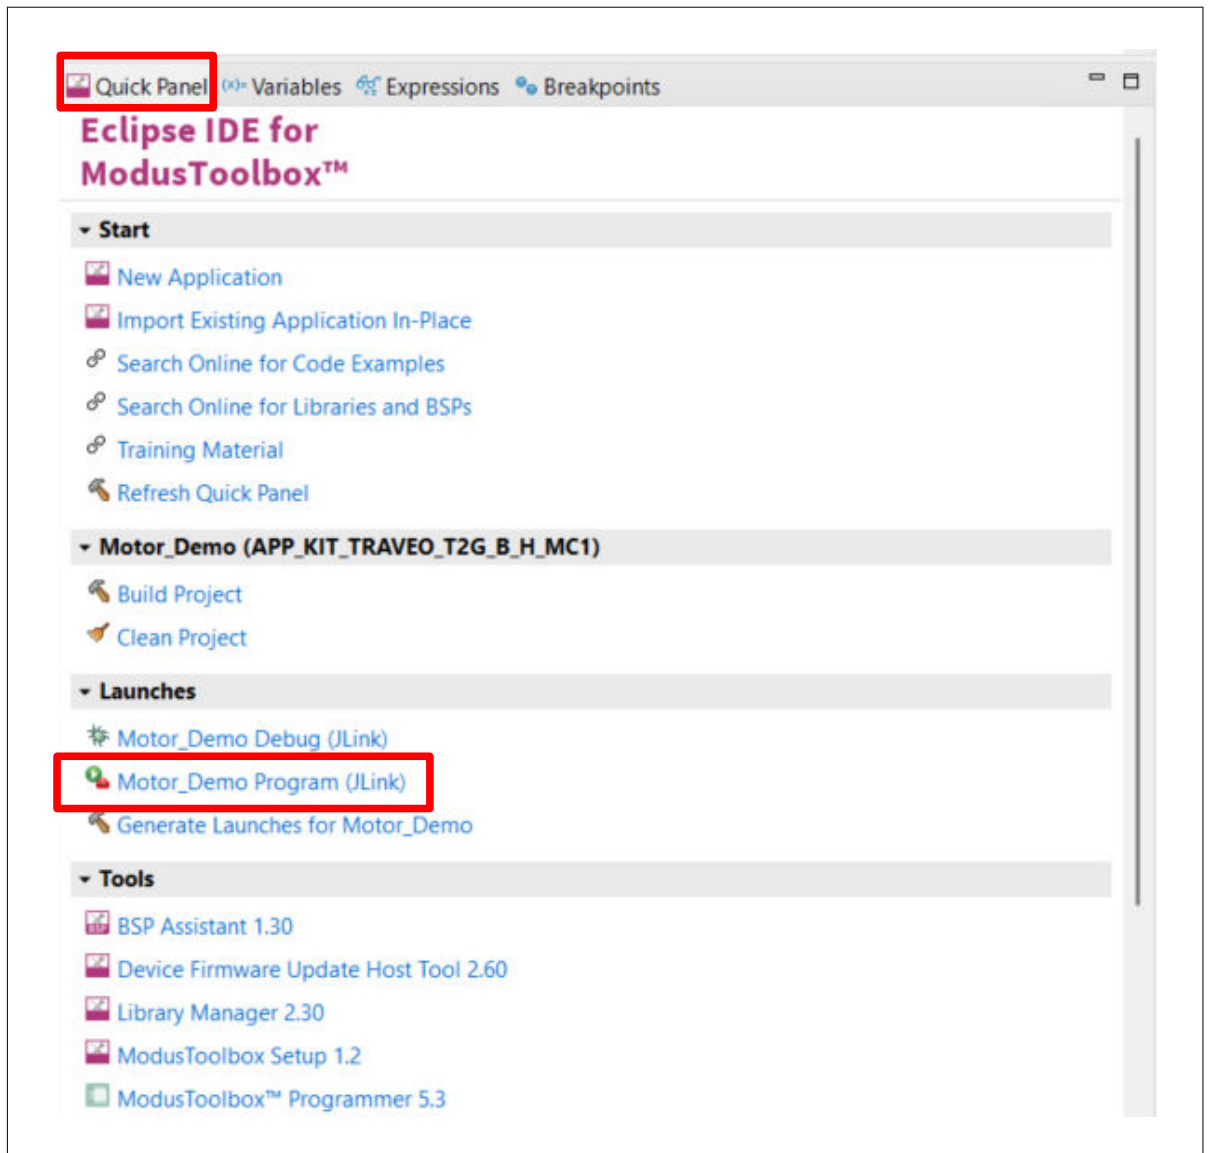 Quick Panel (x)= Variables Expressions Breakpoints
Eclipse IDE for
ModusToolbox™
Start
New Application
Import Existing Application In-Place
Search Online for Code Examples
Search Online for Libraries and BSPs
Training Material
Refresh Quick Panel
Motor_Demo (APP_KIT_TRAVEO_T2G_B_H_MC1)
Build Project
Clean Project
Launches
Motor_Demo Debug (JLink)
Motor_Demo Program (JLink)
Generate Launches for Motor_Demo
Tools
BSP Assistant 1.30
Device Firmware Update Host Tool 2.60
Library Manager 2.30
ModusToolbox Setup 1.2
ModusToolbox™ Programmer 5.3